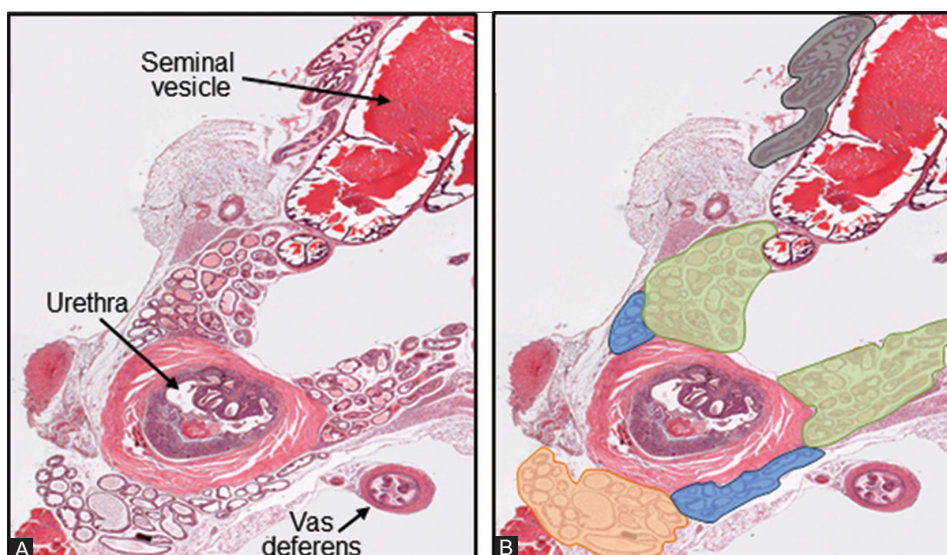 Seminal
vesicle
Urethra
Vas
deferens
A
B